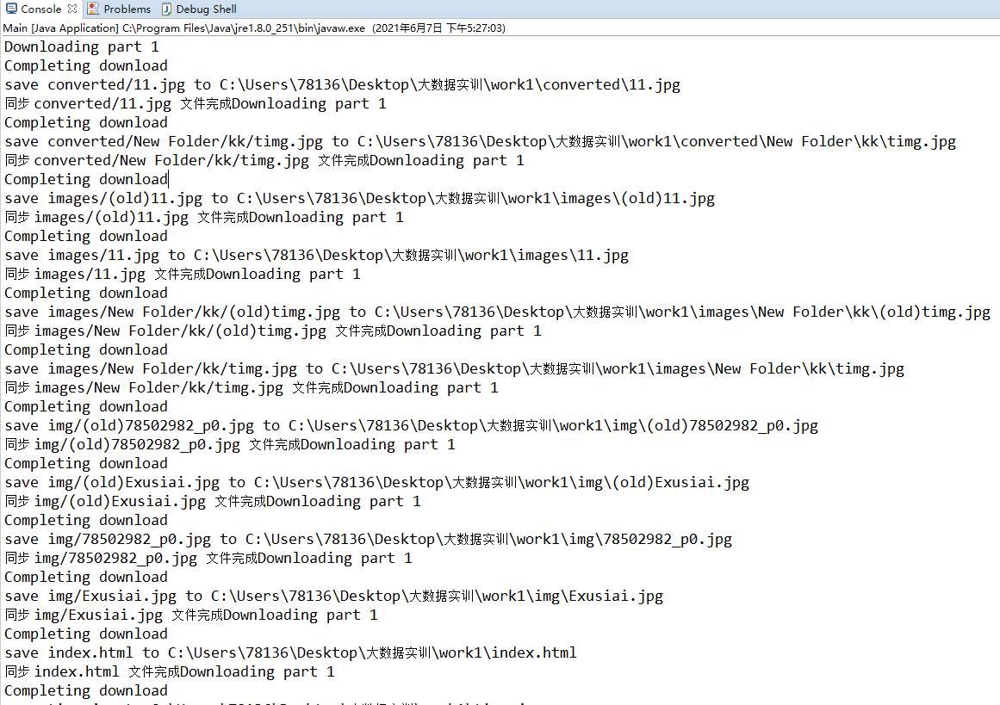 Console Problems Debug Shell
Main [Java Application] C:\Program Files\Java\jre1.8.0_251\bin\javaw.exe (2021年6月7日 下午5:27:03)
Downloading part 1
Completing download
save converted/11.jpg to C:\Users\78136\Desktop\大数据实训\work1\converted\11.jpg
同步 converted/11.jpg 文件完成Downloading part 1
Completing download
save converted/New Folder/kk/timg.jpg to C:\Users\78136\Desktop\大数据实训\work1\converted\New Folder\kk\timg.jpg
同步 converted/New Folder/kk/timg.jpg 文件完成Downloading part 1
Completing download
save images/(old)11.jpg to C:\Users\78136\Desktop\大数据实训\work1\images\(old)11.jpg
同步 images/(old)11.jpg 文件完成Downloading part 1
Completing download
save images/11.jpg to C:\Users\78136\Desktop\大数据实训\work1\images\11.jpg
同步 images/11.jpg 文件完成Downloading part 1
Completing download
save images/New Folder/kk/(old)timg.jpg to C:\Users\78136\Desktop\大数据实训\work1\images\New Folder\kk\(old)timg.jpg
同步 images/New Folder/kk/(old)timg.jpg 文件完成Downloading part 1
Completing download
save images/New Folder/kk/timg.jpg to C:\Users\78136\Desktop\大数据实训\work1\images\New Folder\kk\timg.jpg
同步 images/New Folder/kk/timg.jpg 文件完成Downloading part 1
Completing download
save img/(old)78502982_p0.jpg to C:\Users\78136\Desktop\大数据实训\work1\img\(old)78502982_p0.jpg
同步 img/(old)78502982_p0.jpg 文件完成Downloading part 1
Completing download
save img/(old)Exusiai.jpg to C:\Users\78136\Desktop\大数据实训\work1\img\(old)Exusiai.jpg
同步 img/(old)Exusiai.jpg 文件完成Downloading part 1
Completing download
save img/78502982_p0.jpg to C:\Users\78136\Desktop\大数据实训\work1\img\78502982_p0.jpg
同步 img/78502982_p0.jpg 文件完成Downloading part 1
Completing download
save img/Exusiai.jpg to C:\Users\78136\Desktop\大数据实训\work1\img\Exusiai.jpg
同步 img/Exusiai.jpg 文件完成Downloading part 1
Completing download
save index.html to C:\Users\78136\Desktop\大数据实训\work1\index.html
同步 index.html 文件完成Downloading part 1
Completing download